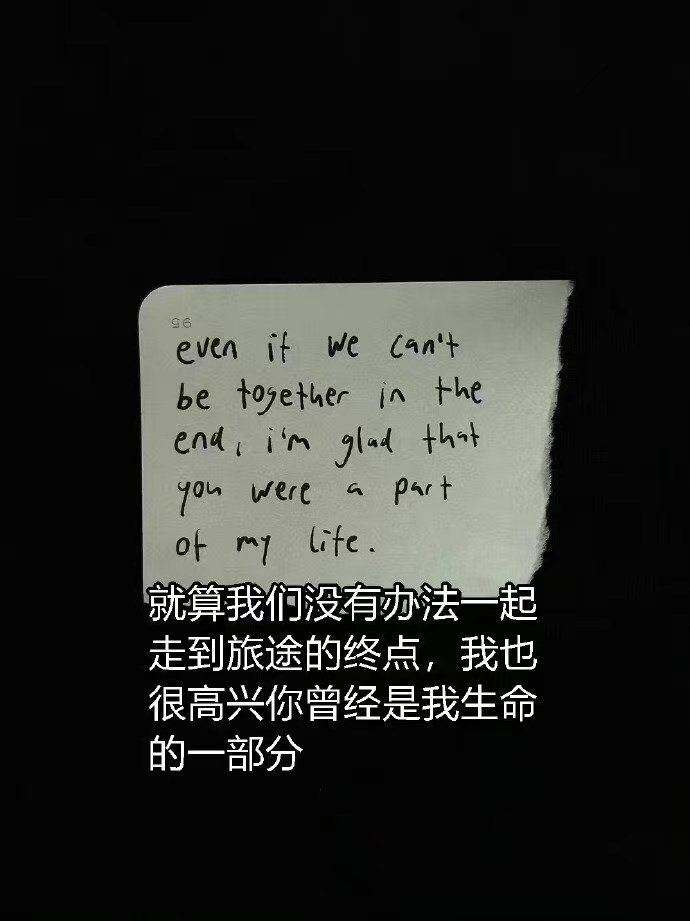 95
even if we can't
be together in the
end, i'm glad that
you were a part
of my life.
就算我们没有办法一起
走到旅途的终点，我也
很高兴你曾经是我生命
的一部分